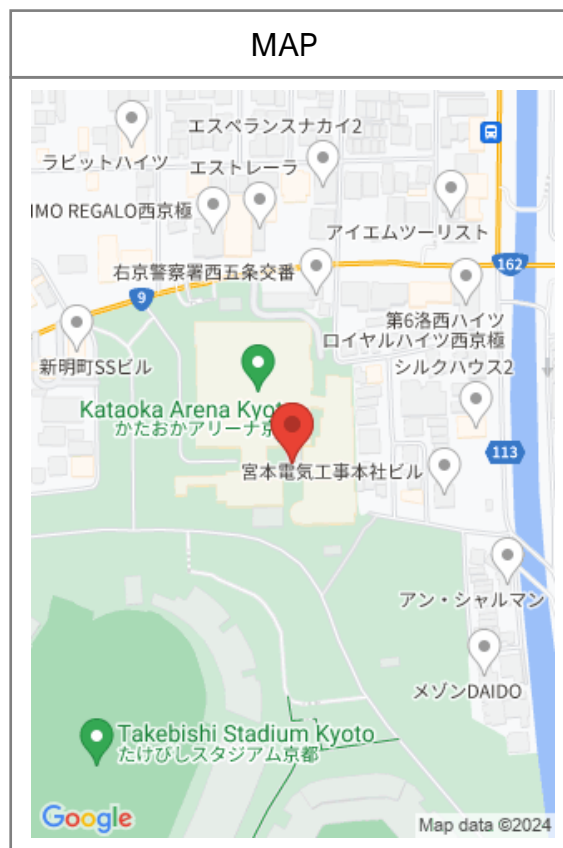 MAP
エスペランスナカイ2
ラビットハイツ
エストレーラ
IMO REGALO西京極
アイエムツーリスト
右京警察署西五条交番
162
9
第6洛西ハイツ
ロイヤルハイツ西京極
新明町SSビル
シルクハウス2
Kataoka Arena Kyoto
かたおかアリーナ京
113
宮本電気工事本社ビル
アン・シャルマン
メゾンDAIDO
Takebishi Stadium Kyoto
たけびしスタジアム京都
Google
Map data ©2024